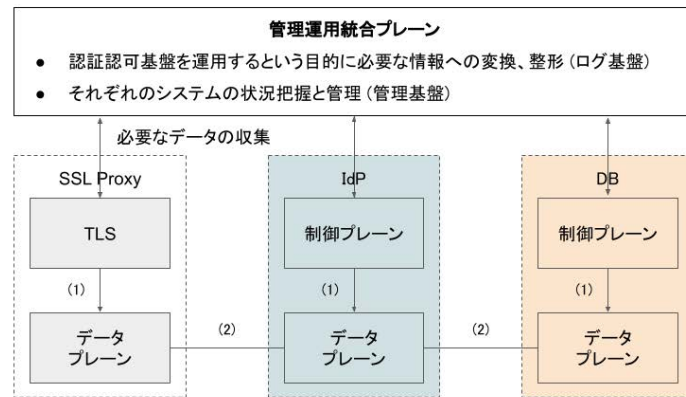 管理運用統合プレーン
● 認証認可基盤を運用するという目的に必要な情報への変換、整形 (ログ基盤)
● それぞれのシステムの状況把握と管理 (管理基盤)
必要なデータの収集
SSL Proxy
IdP
DB
TLS
制御プレーン
制御プレーン
(1)
(1)
(1)
データ
プレーン
(2)
データ
プレーン
(2)
データ
プレーン